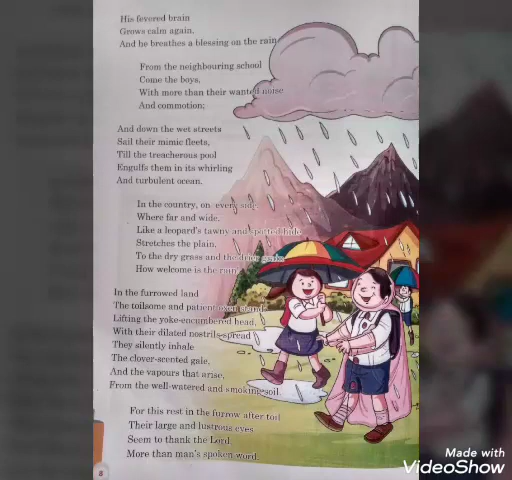 His fevered brain
Grows calm again,
And he breathes a blessing on the rain.
From the neighbouring school
Come the boys,
With more than their wonted noise
And commotion;
And down the wet streets
Sail their mimic fleets,
Till the treacherous pool
Engulfs them in its whirling
And turbulent ocean.
In the country, on every side,
Where far and wide,
Like a leopard's tawny and spotted hide,
Stretches the plain,
To the dry grass and the drier grain
How welcome is the rain!
In the furrowed land
The toilsome and patient oxen stand;
Lifting the yoke-encumbered head,
With their dilated nostrils spread,
They silently inhale
The clover-scented gale,
And the vapours that arise,
From the well-watered and smoking soil.
For this rest in the furrow after toil
Their large and lustrous eyes
Seem to thank the Lord,
More than man's spoken word.
8
Made with
VideoShow